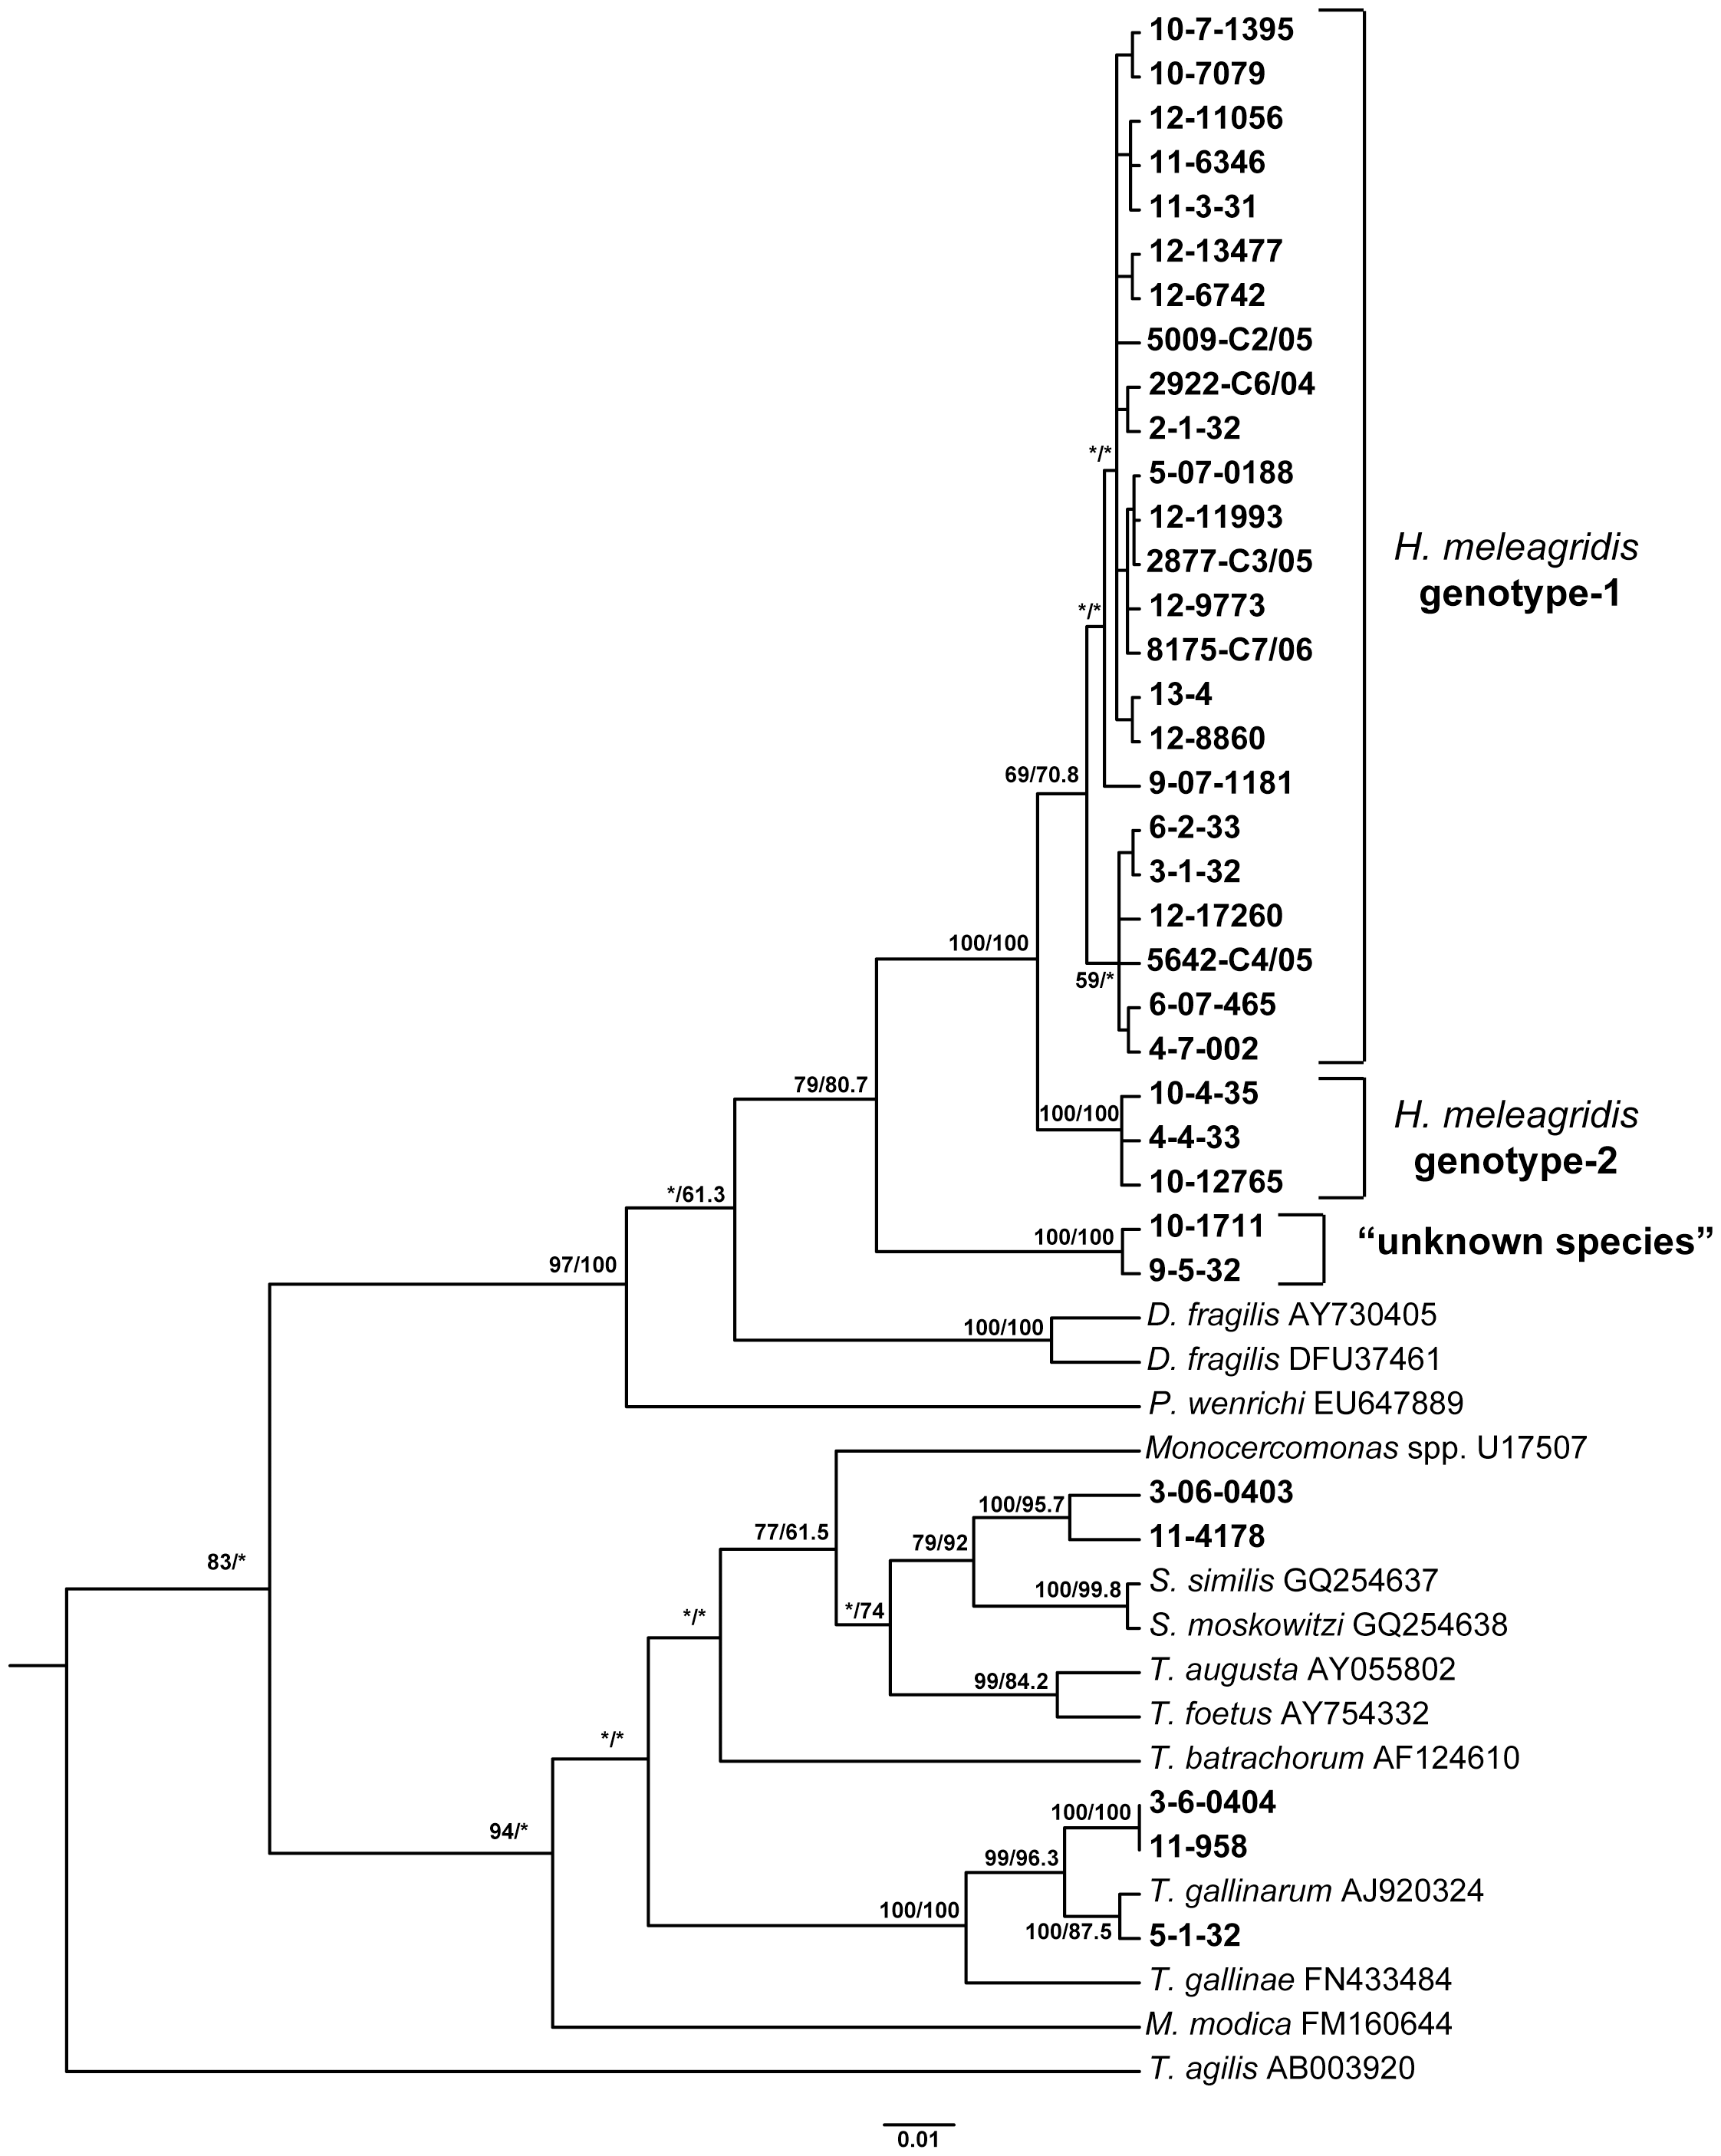 10-7-1395
10-7079
12-11056
11-6346
11-3-31
12-13477
12-6742
5009-C2/05
2922-C6/04
2-1-32
*/*
5-07-0188
12-11993
H. meleagridis
2877-C3/05
genotype-1
12-9773
*/*
8175-C7/06
13-4
12-8860
69/70.8
9-07-1181
6-2-33
3-1-32
12-17260
100/100
5642-C4/05
59/*
6-07-465
4-7-002
79/80.7
10-4-35
100/100
H. meleagridis
4-4-33
genotype-2
10-12765
*/61.3
10-1711
100/100
“unknown species”
97/100
9-5-32
D. fragilis AY730405
100/100
D. fragilis DFU37461
P. wenrichi EU647889
Monocercomonas spp. U17507
3-06-0403
100/95.7
77/61.5
11-4178
79/92
83/*
S. similis GQ254637
100/99.8
*/74
*/*
S. moskowitzi GQ254638
T. augusta AY055802
99/84.2
T. foetus AY754332
*/*
T. batrachorum AF124610
3-6-0404
100/100
94/*
11-958
99/96.3
T. gallinarum AJ920324
100/100
100/87.5
5-1-32
T. gallinae FN433484
M. modica FM160644
T. agilis AB003920
0.01